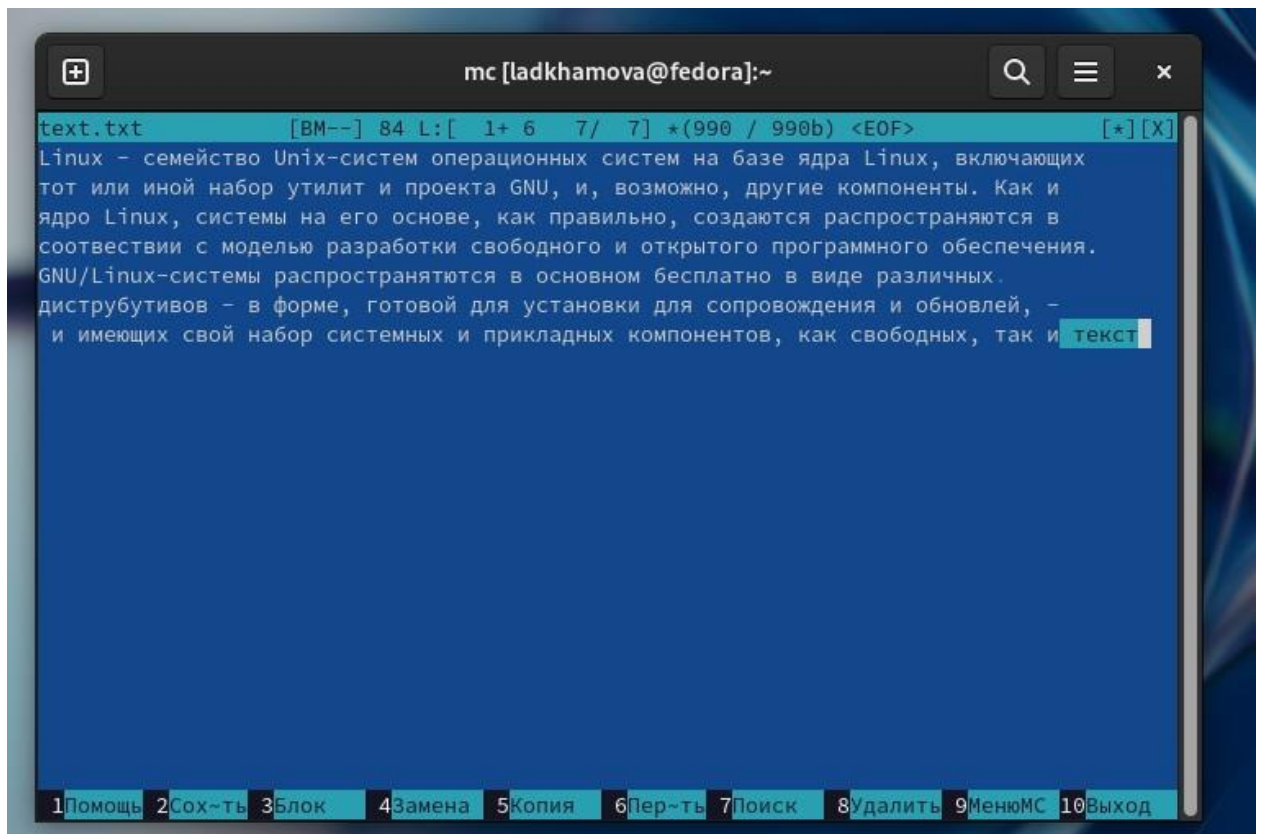 mc [ladkhamova@fedora]:~
text.txt [BM--] 84 L:[ 1+ 6 7/ 7] *(990 / 990b) <EOF> [*][X]
Linux – семейство Unix-систем операционных систем на базе ядра Linux, включающих
тот или иной набор утилит и проекта GNU, и, возможно, другие компоненты. Как и
ядро Linux, системы на его основе, как правильно, создаются распространяются в
соотвествии с моделью разработки свободного и открытого программного обеспечения.
GNU/Linux-системы распространятются в основном бесплатно в виде различных.
диструбутивов – в форме, готовой для установки для сопровождения и обновлей, –
и имеющих свой набор системных и прикладных компонентов, как свободных, так и текст
1Помощь 2Сох~ть 3Блок 4Замена 5Копия 6Пер~ть 7Поиск 8Удалить 9МенюMC 10Выход